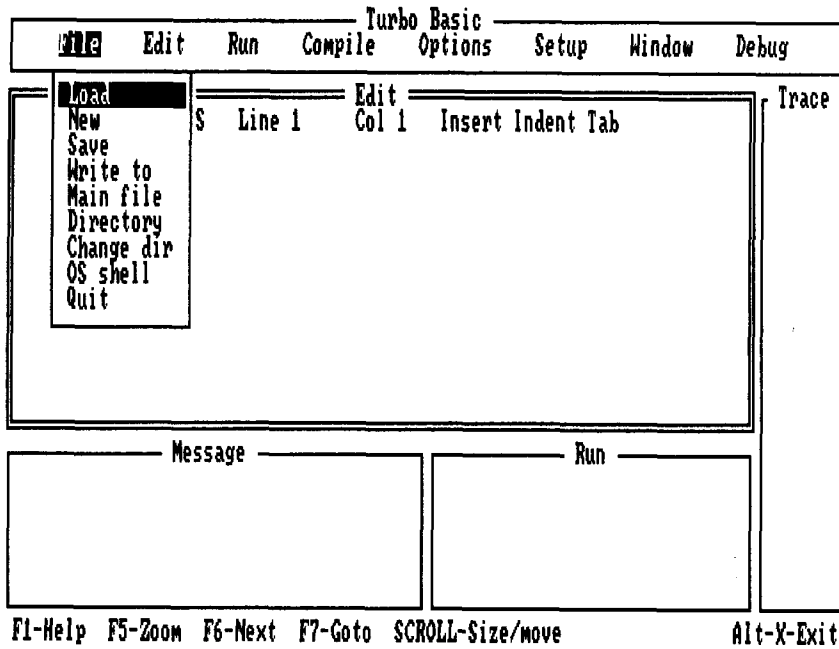 Turbo Basic
File Edit Run Compile Options Setup Window Debug
Edit
Trace
S Line 1 Col 1 Insert Indent Tab
Load
New
Save
Write to
Main file
Directory
Change dir
OS shell
Quit
Message
Run
F1-Help F5-Zoom F6-Next F7-Goto SCROLL-Size/move Alt-X-Exit